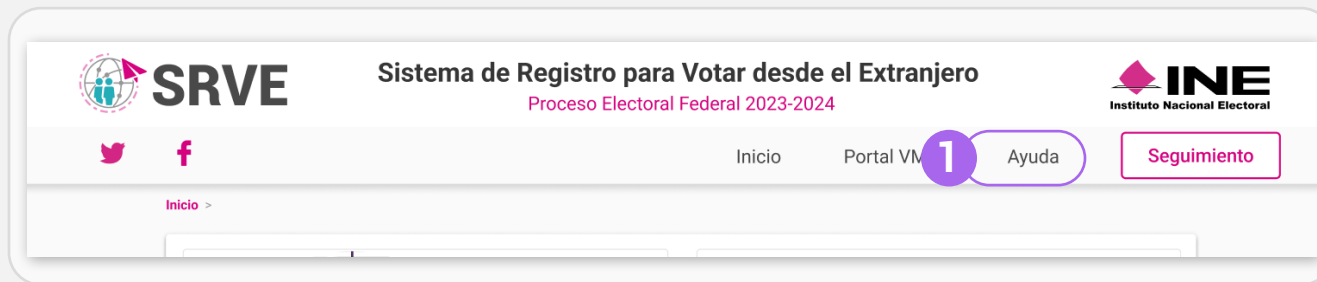 SRVE
Sistema de Registro para Votar desde el Extranjero
Proceso Electoral Federal 2023-2024
INE
Instituto Nacional Electoral
Inicio Portal 1 Ayuda Seguimiento
Inicio >